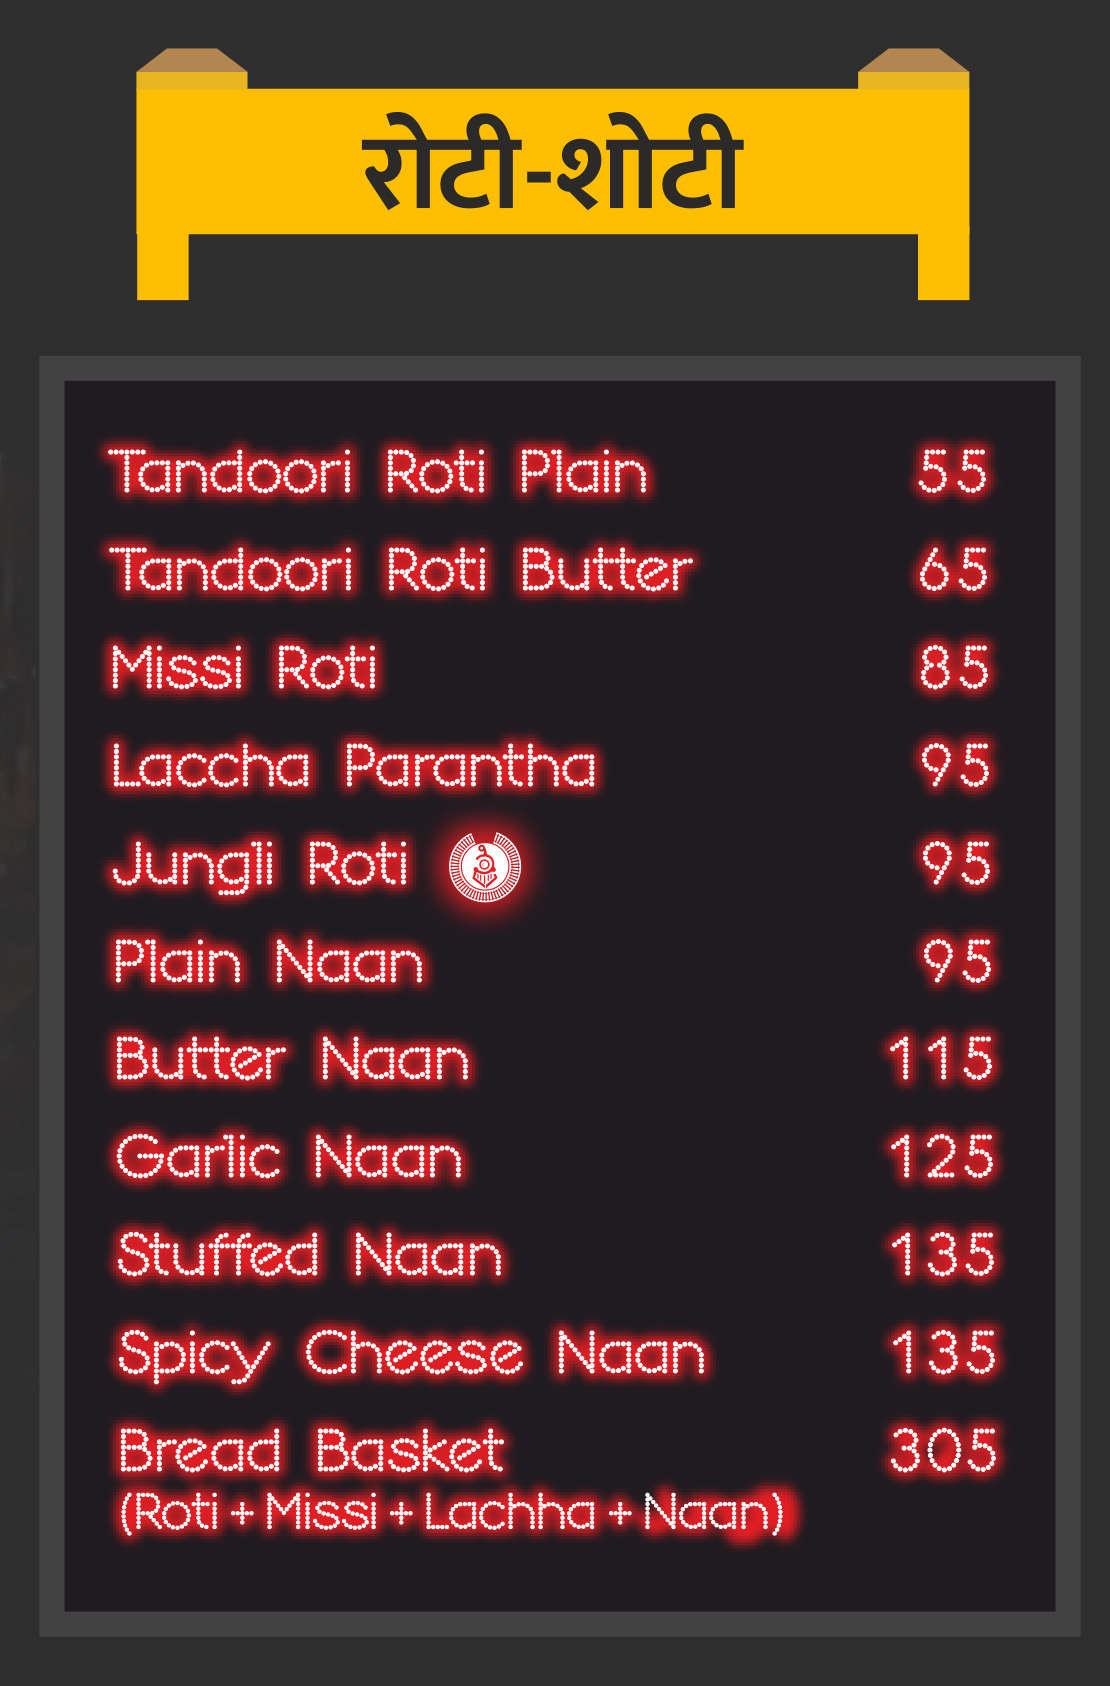 रोटी-शोटी
Tandoori Roti Plain 55
Tandoori Roti Butter 65
Missi Roti 85
Laccha Parantha 95
Jungli Roti 95
Plain Naan 95
Butter Naan 115
Garlic Naan 125
Stuffed Naan 135
Spicy Cheese Naan 135
Bread Basket 305
(Roti+Missi+Lachha+Naan)